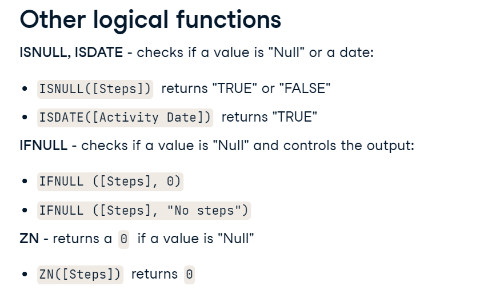 Other logical functions
ISNULL, ISDATE - checks if a value is "Null" or a date:
• ISNULL([Steps]) returns "TRUE" or "FALSE"
• ISDATE([Activity Date]) returns "TRUE"
IFNULL - checks if a value is "Null" and controls the output:
• IFNULL ([Steps], 0)
• IFNULL ([Steps], "No steps")
ZN - returns a 0 if a value is "Null"
• ZN([Steps]) returns 0